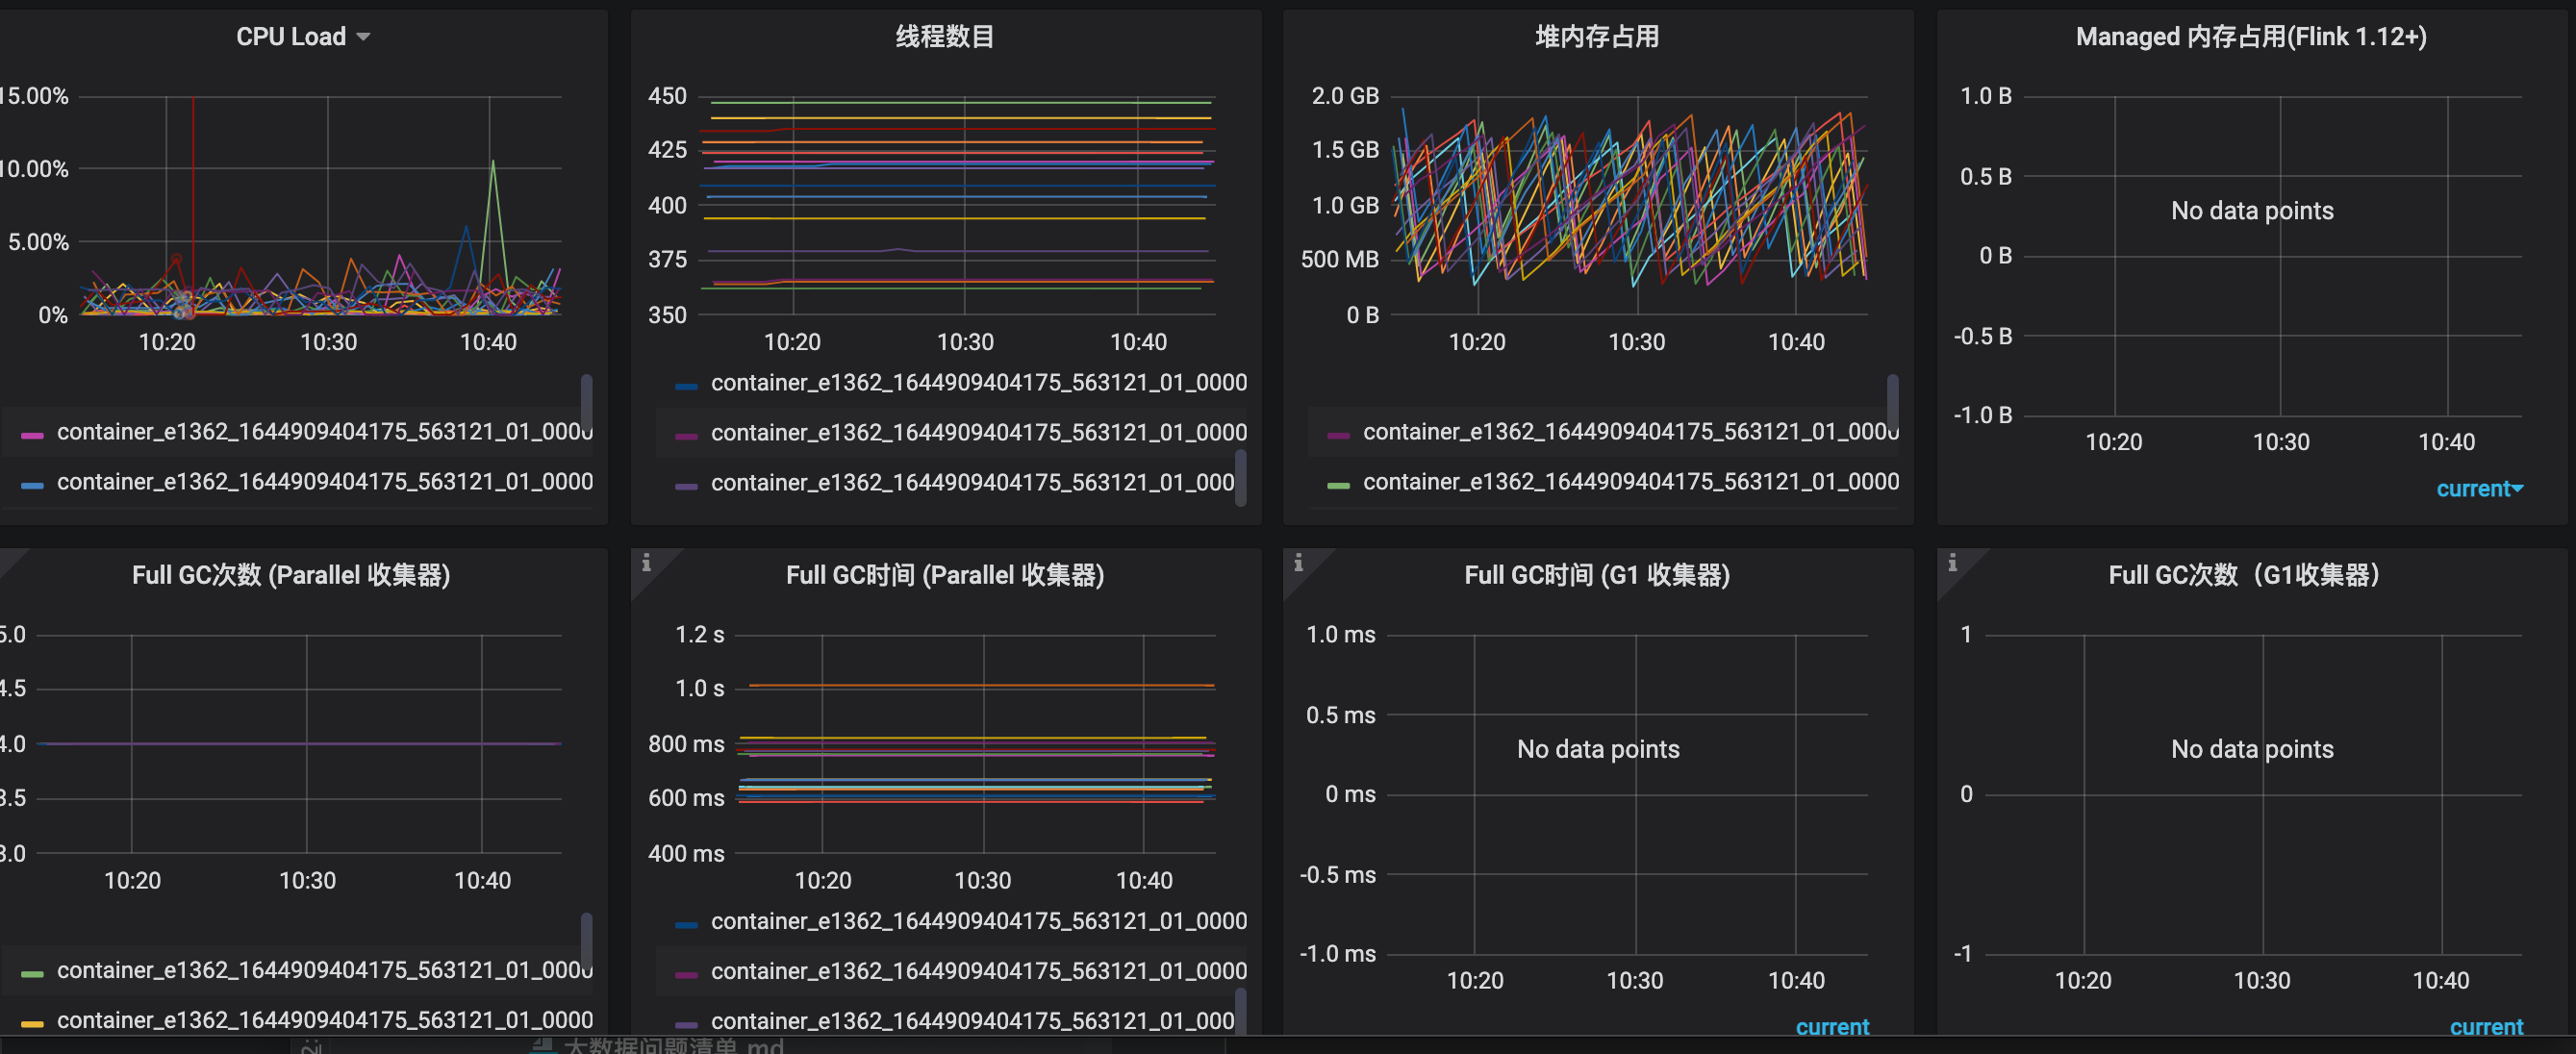 CPU Load
15.00%
10.00%
5.00%
0%
10:20 10:30 10:40
container_e1362_1644909404175_563121_01_0000
container_e1362_1644909404175_563121_01_0000
线程数目
450
425
400
375
350
10:20 10:30 10:40
container_e1362_1644909404175_563121_01_0000
container_e1362_1644909404175_563121_01_0000
container_e1362_1644909404175_563121_01_000
堆内存占用
2.0 GB
1.5 GB
1.0 GB
500 MB
0 B
10:20 10:30 10:40
container_e1362_1644909404175_563121_01_0000
container_e1362_1644909404175_563121_01_0000
Managed 内存占用(Flink 1.12+)
1.0 B
0.5 B
No data points
0 B
-0.5 B
-1.0 B
10:20 10:30 10:40
current
Full GC次数 (Parallel 收集器)
5.0
4.5
4.0
3.5
3.0
10:20 10:30 10:40
container_e1362_1644909404175_563121_01_0000
container_e1362_1644909404175_563121_01_0000
i
Full GC时间 (Parallel 收集器)
1.2 s
1.0 s
800 ms
600 ms
400 ms
10:20 10:30 10:40
container_e1362_1644909404175_563121_01_0000
container_e1362_1644909404175_563121_01_0000
container_e1362_1644909404175_563121_01_000
i
Full GC时间 (G1 收集器)
1.0 ms
0.5 ms
No data points
0 ms
-0.5 ms
-1.0 ms
10:20 10:30 10:40
current
i
Full GC次数（G1收集器）
1
No data points
0
-1
10:20 10:30 10:40
current
大数据问题清单.md